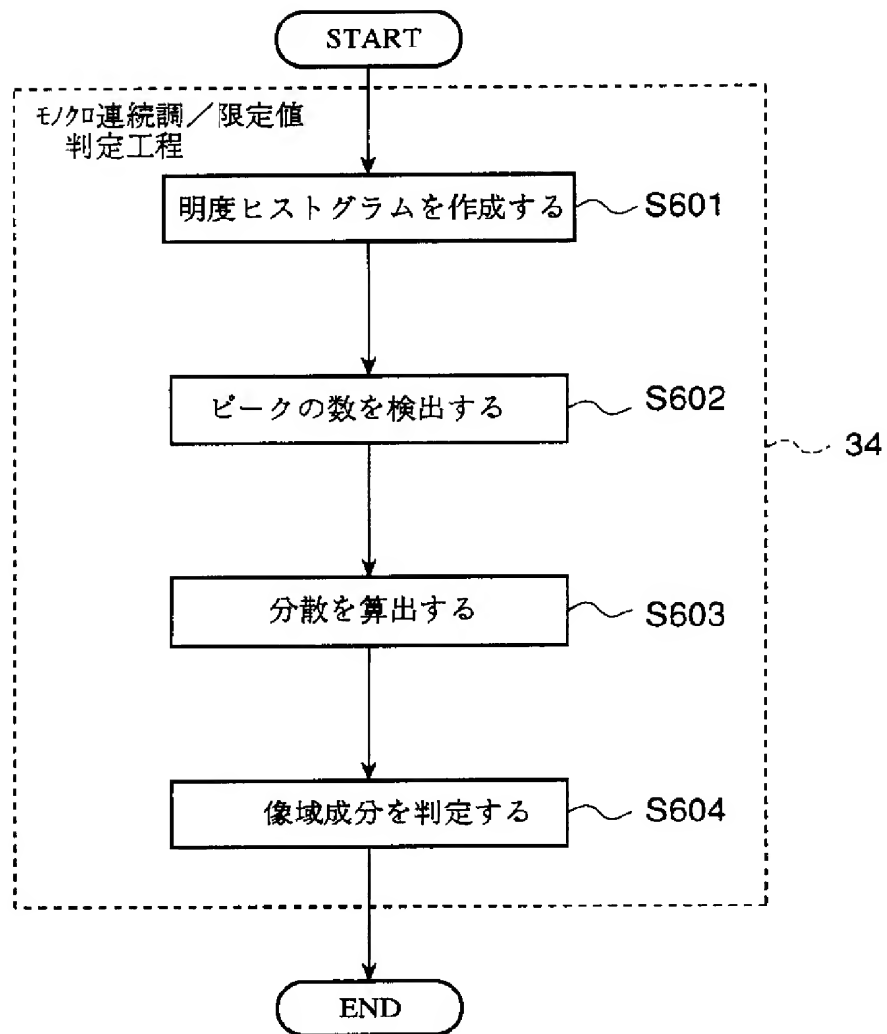 START
モノクロ連続調/限定値
判定工程
明度ヒストグラムを作成する
S601
ピークの数を検出する
S602
34
分散を算出する
S603
像域成分を判定する
S604
END